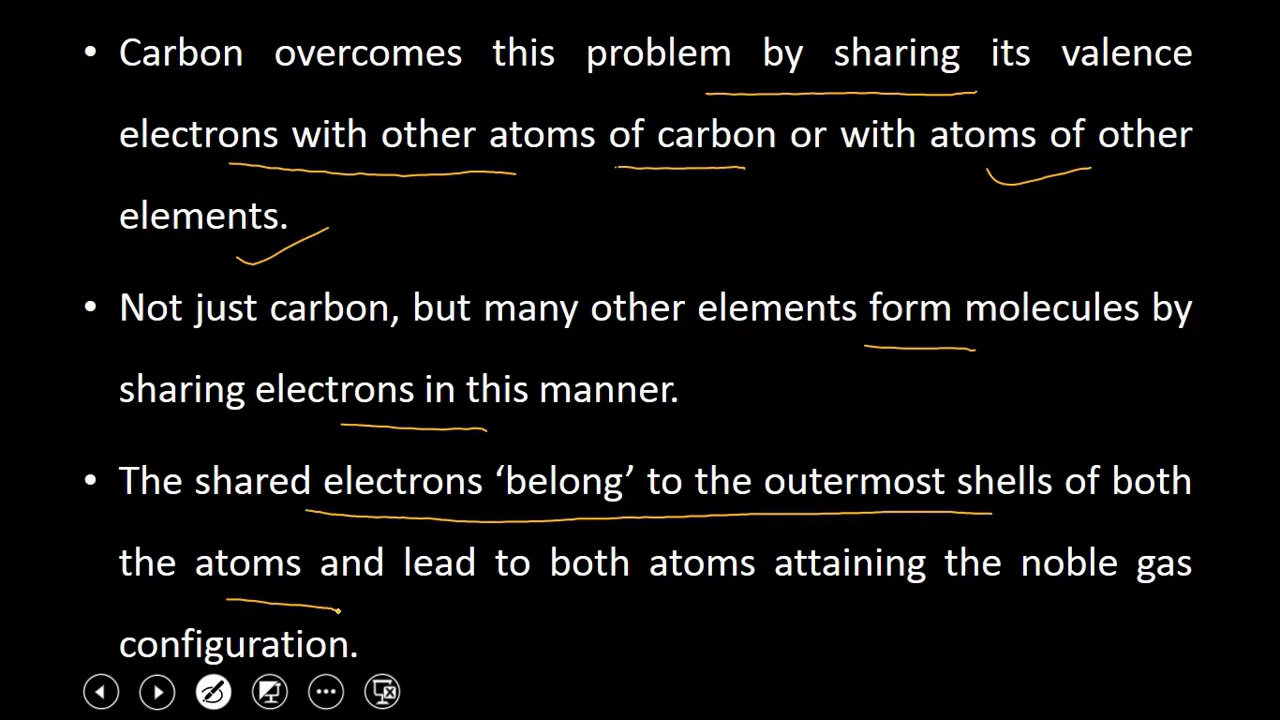 • Carbon overcomes this problem by sharing its valence
electrons with other atoms of carbon or with atoms of other
elements.
• Not just carbon, but many other elements form molecules by
sharing electrons in this manner.
• The shared electrons ‘belong’ to the outermost shells of both
the atoms and lead to both atoms attaining the noble gas
configuration.